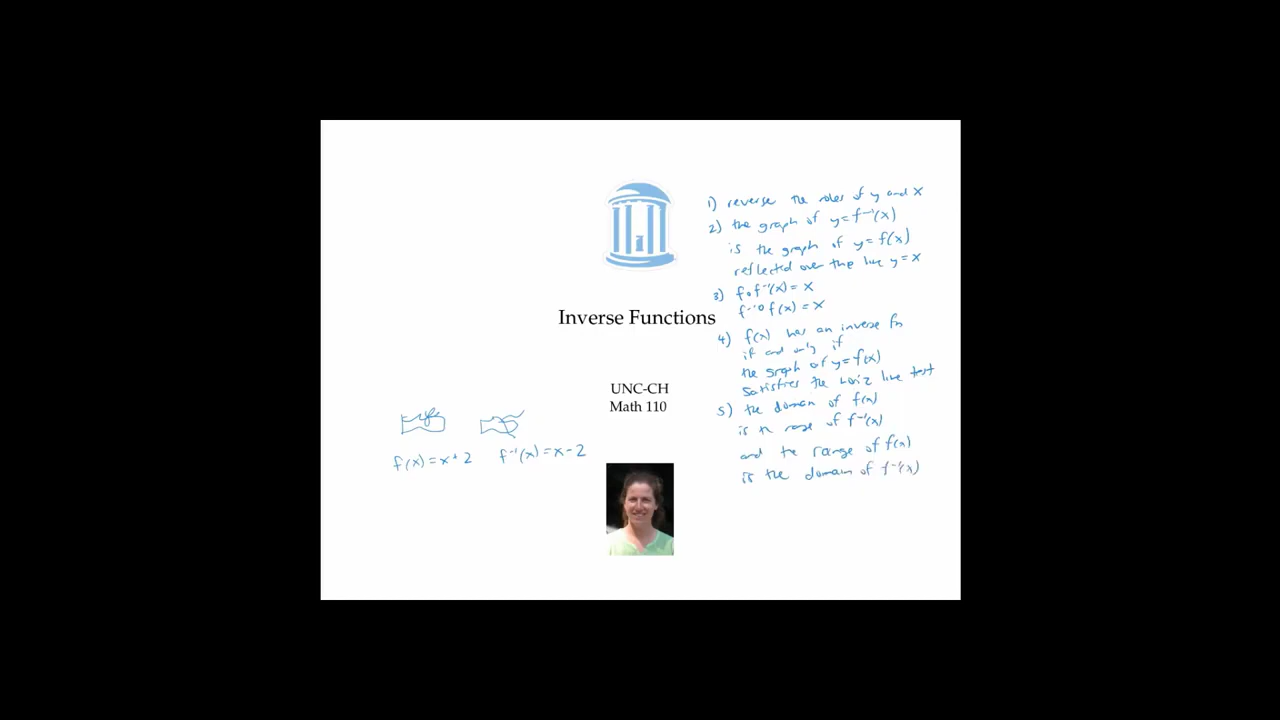 1) reverse the roles of y and x
2) the graph of y=f⁻¹(x)
is the graph of y=f(x)
reflected over the line y=x
3) f∘f⁻¹(x) = x
f⁻¹∘f(x) = x
Inverse Functions
4) f(x) has an inverse fn
if and only if
the graph of y=f(x)
satisfies the horiz line test
UNC-CH
Math 110
5) the domain of f(x)
is the range of f⁻¹(x)
and the range of f(x)
is the domain of f⁻¹(x)
f(x) = x+2 f⁻¹(x) = x-2